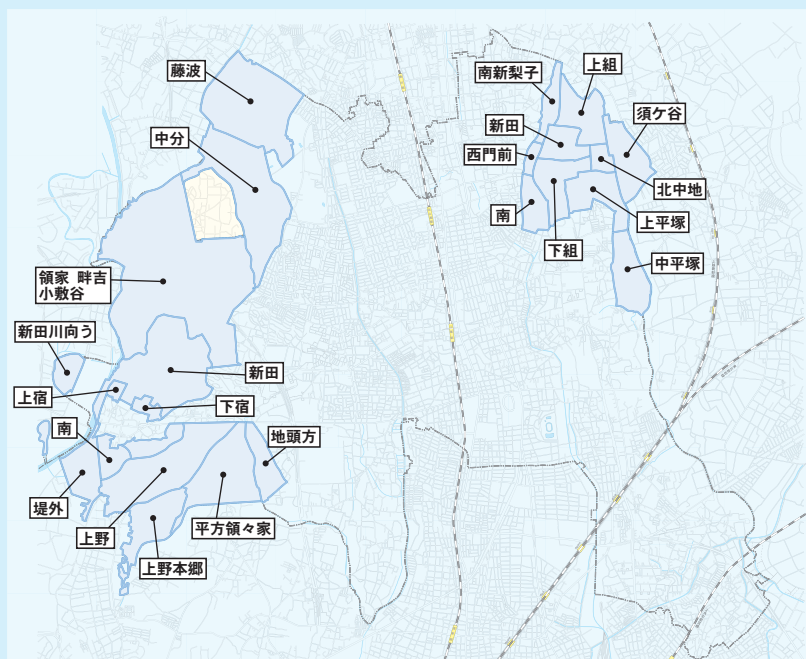 藤波
中分
領家 畔吉
小敷谷
新田川向う
上宿
新田
下宿
南
地頭方
堤外
上野
平方領々家
上野本郷
南新梨子
上組
須ケ谷
新田
西門前
北中地
南
上平塚
下組
中平塚